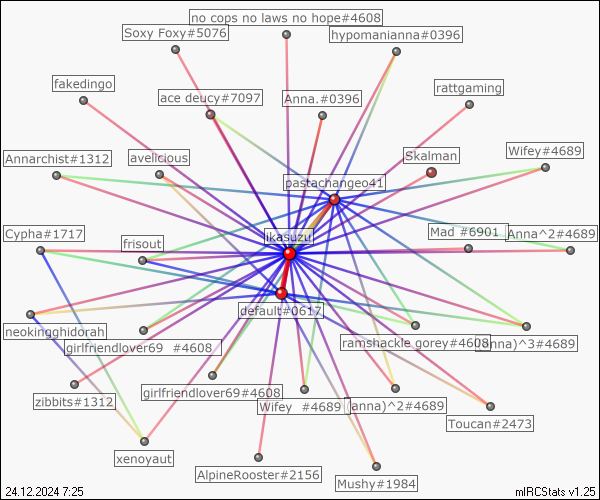 no cops no laws no hope#4608
Soxy Foxy#5076
hypomanianna#0396
fakedingo
rattgaming
ace deucy#7097
Anna.#0396
Annarchist#1312
avelicious
Skalman
Wifey#4689
pastachangeo41
Cypha#1717
frisout
ikasuzu
Mad #6901
Anna^2#4689
default#0617
neokingghidorah
girlfriendlover69 #4608
ramshackle gorey#4608
(anna)^3#4689
zibbits#1312
girlfriendlover69#4608
Wifey #4689
(anna)^2#4689
Toucan#2473
xenoyaut
AlpineRooster#2156
Mushy#1984
24.12.2024 7:25
mIRCStats v1.25